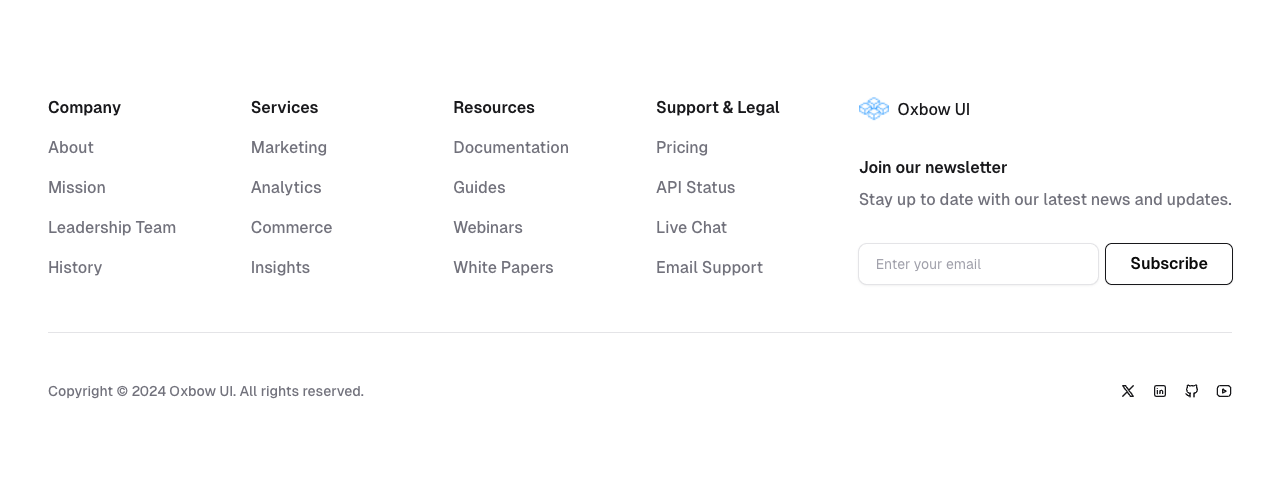 Company
About
Mission
Leadership Team
History
Services
Marketing
Analytics
Commerce
Insights
Resources
Documentation
Guides
Webinars
White Papers
Support & Legal
Pricing
API Status
Live Chat
Email Support
Oxbow UI
Join our newsletter
Stay up to date with our latest news and updates.
Enter your email
Subscribe
Copyright © 2024 Oxbow UI. All rights reserved.